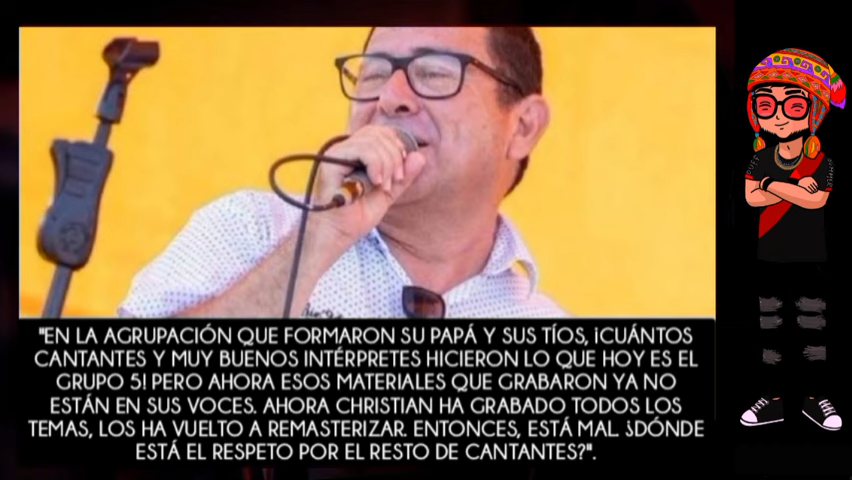 "EN LA AGRUPACIÓN QUE FORMARON SU PAPÁ Y SUS TÍOS, ¡CUÁNTOS
CANTANTES Y MUY BUENOS INTÉRPRETES HICIERON LO QUE HOY ES EL
GRUPO 5! PERO AHORA ESOS MATERIALES QUE GRABARON YA NO
ESTÁN EN SUS VOCES. AHORA CHRISTIAN HA GRABADO TODOS LOS
TEMAS, LOS HA VUELTO A REMASTERIZAR. ENTONCES, ESTÁ MAL. ¿DÓNDE
ESTÁ EL RESPETO POR EL RESTO DE CANTANTES?".